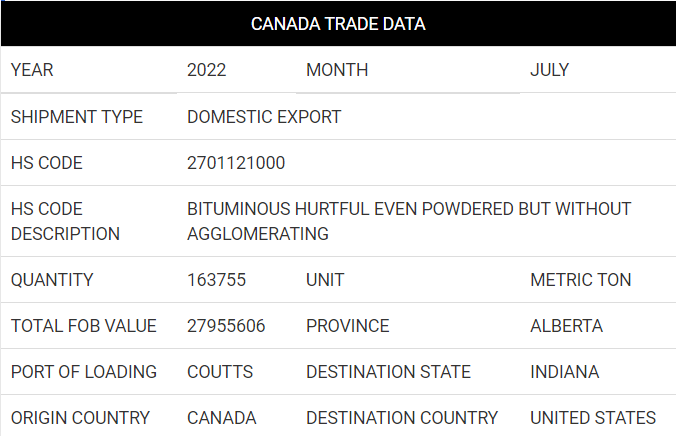 CANADA TRADE DATA
YEAR 2022 MONTH JULY
SHIPMENT TYPE DOMESTIC EXPORT
HS CODE 2701121000
HS CODE BITUMINOUS HURTFUL EVEN POWDERED BUT WITHOUT
DESCRIPTION AGGLOMERATING
QUANTITY 163755 UNIT METRIC TON
TOTAL FOB VALUE 27955606 PROVINCE ALBERTA
PORT OF LOADING COUTTS DESTINATION STATE INDIANA
ORIGIN COUNTRY CANADA DESTINATION COUNTRY UNITED STATES